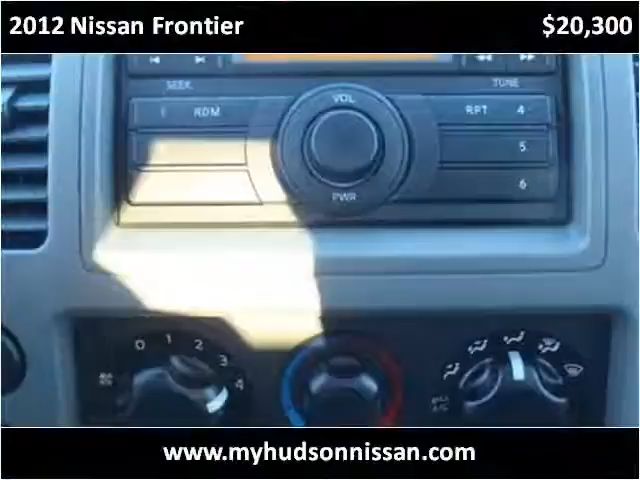 2012 Nissan Frontier $20,300
SEEK TUNE
VOL
1 RDM RPT 4
5
6
PWR
0 1 2 3 4
www.myhudsonnissan.com